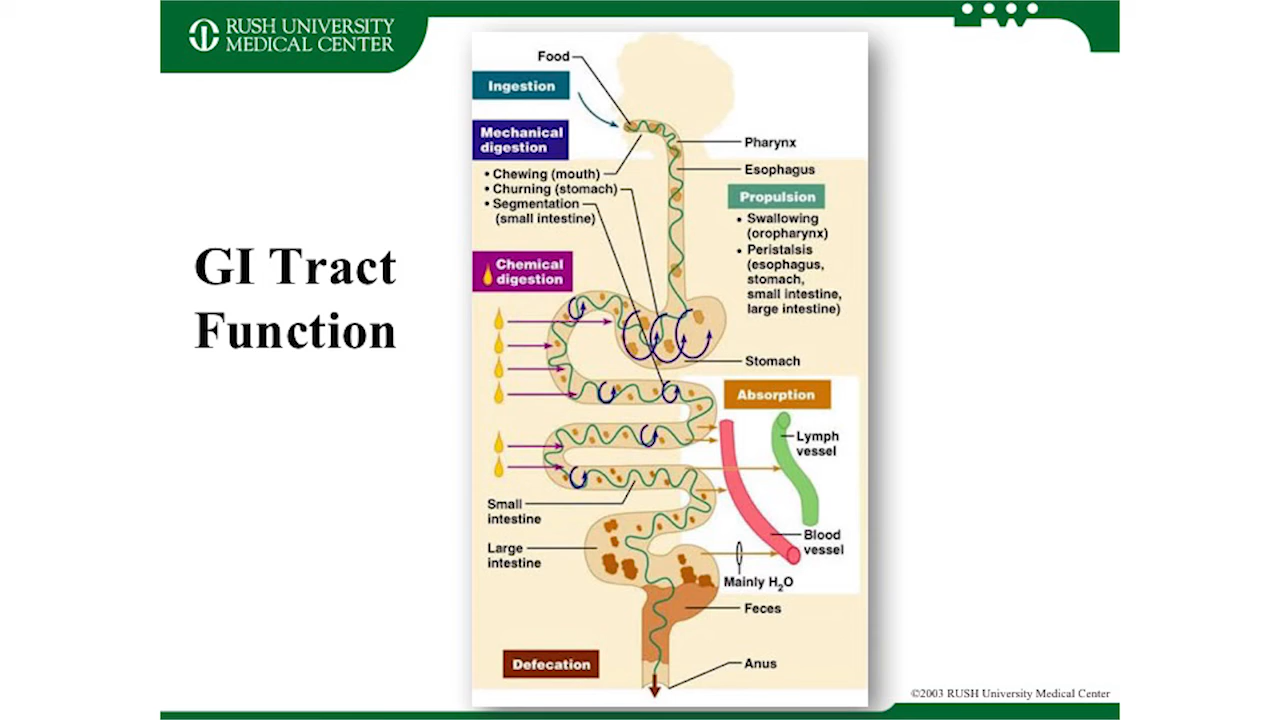 RUSH UNIVERSITY
MEDICAL CENTER
GI Tract
Function
Food
Ingestion
Mechanical
digestion
• Chewing (mouth)
• Churning (stomach)
• Segmentation
(small intestine)
Chemical
digestion
Pharynx
Esophagus
Propulsion
• Swallowing
(oropharynx)
• Peristalsis
(esophagus,
stomach,
small intestine,
large intestine)
Stomach
Absorption
Lymph
vessel
Small
intestine
Blood
vessel
Large
intestine
Mainly H₂O
Feces
Defecation
Anus
©2003 RUSH University Medical Center